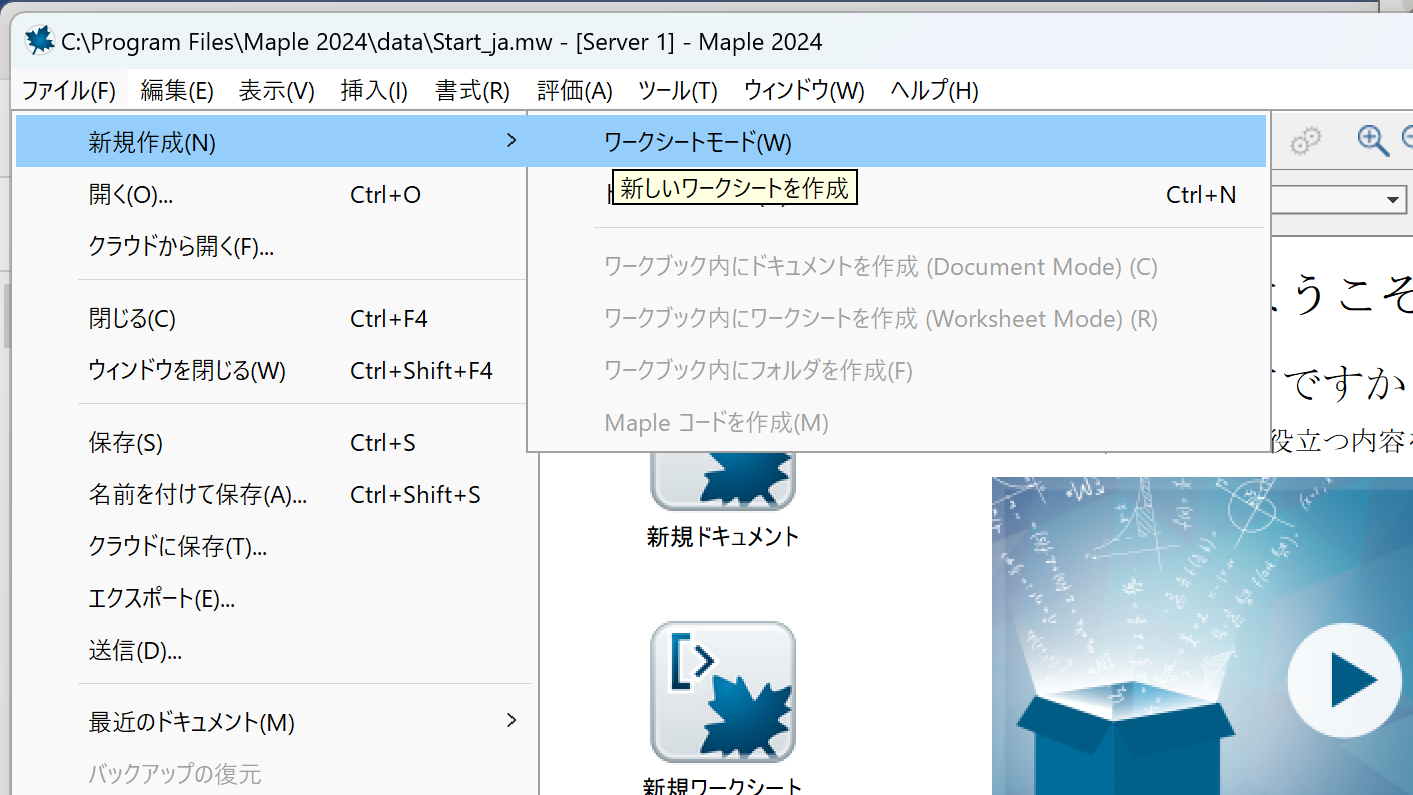 C:\Program Files\Maple 2024\data\Start_ja.mw - [Server 1] - Maple 2024
ファイル(F) 編集(E) 表示(V) 挿入(I) 書式(R) 評価(A) ツール(T) ウィンドウ(W) ヘルプ(H)
新規作成(N)
開く(O)... Ctrl+O
クラウドから開く(F)...
閉じる(C) Ctrl+F4
ウィンドウを閉じる(W) Ctrl+Shift+F4
保存(S) Ctrl+S
名前を付けて保存(A)... Ctrl+Shift+S
クラウドに保存(T)...
エクスポート(E)...
送信(D)...
最近のドキュメント(M)
バックアップの復元
ワークシートモード(W)
新しいワークシートを作成
Ctrl+N
ワークブック内にドキュメントを作成 (Document Mode) (C)
ワークブック内にワークシートを作成 (Worksheet Mode) (R)
ワークブック内にフォルダを作成(F)
Maple コードを作成(M)
ようこそ
ですか
役立つ内容
新規ドキュメント
新規ワークシート